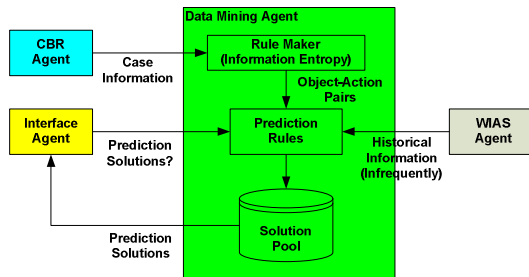 Data Mining Agent
CBR
Agent
Case
Information
Rule Maker
(Information Entropy)
Object-Action
Pairs
Interface
Agent
Prediction
Solutions?
Prediction
Rules
Historical
Information
(Infrequently)
WIAS
Agent
Prediction
Solutions
Solution
Pool